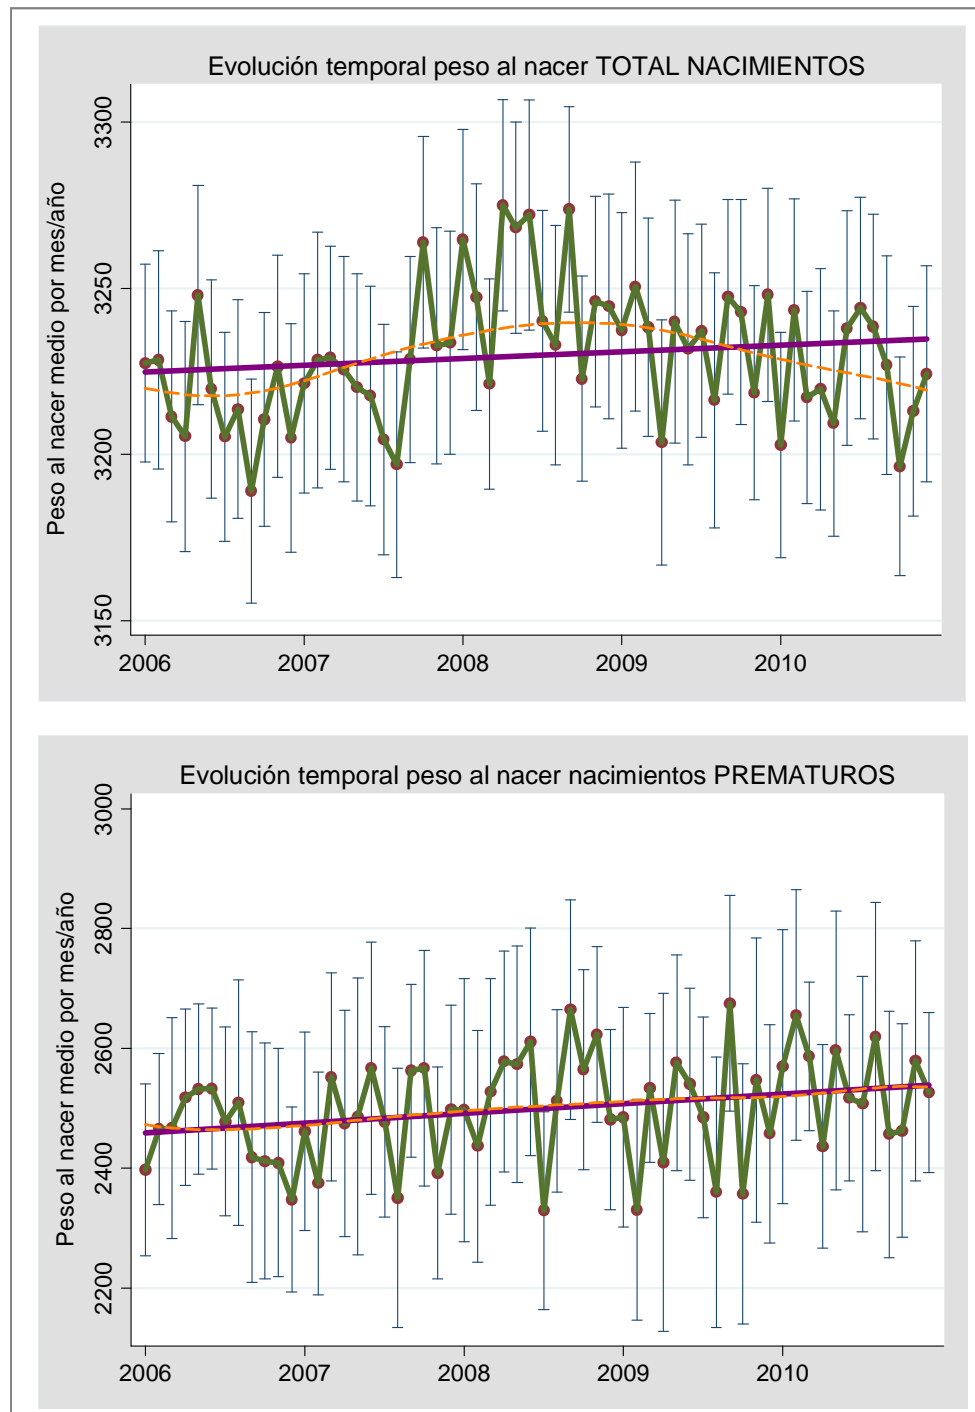 Evolución temporal peso al nacer TOTAL NACIMIENTOS
Peso al nacer medio por mes/año
3300
3250
3200
3150
2006 2007 2008 2009 2010
Evolución temporal peso al nacer nacimientos PREMATUROS
Peso al nacer medio por mes/año
3000
2800
2600
2400
2200
2006 2007 2008 2009 2010